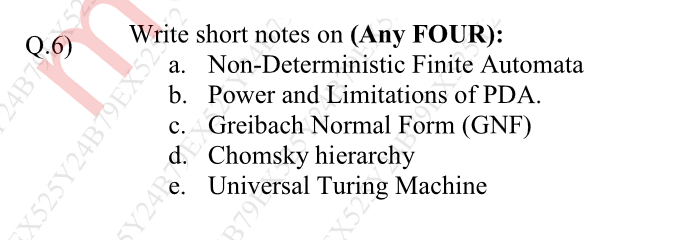 Q.6) Write short notes on (Any FOUR):
a. Non-Deterministic Finite Automata
b. Power and Limitations of PDA.
c. Greibach Normal Form (GNF)
d. Chomsky hierarchy
e. Universal Turing Machine